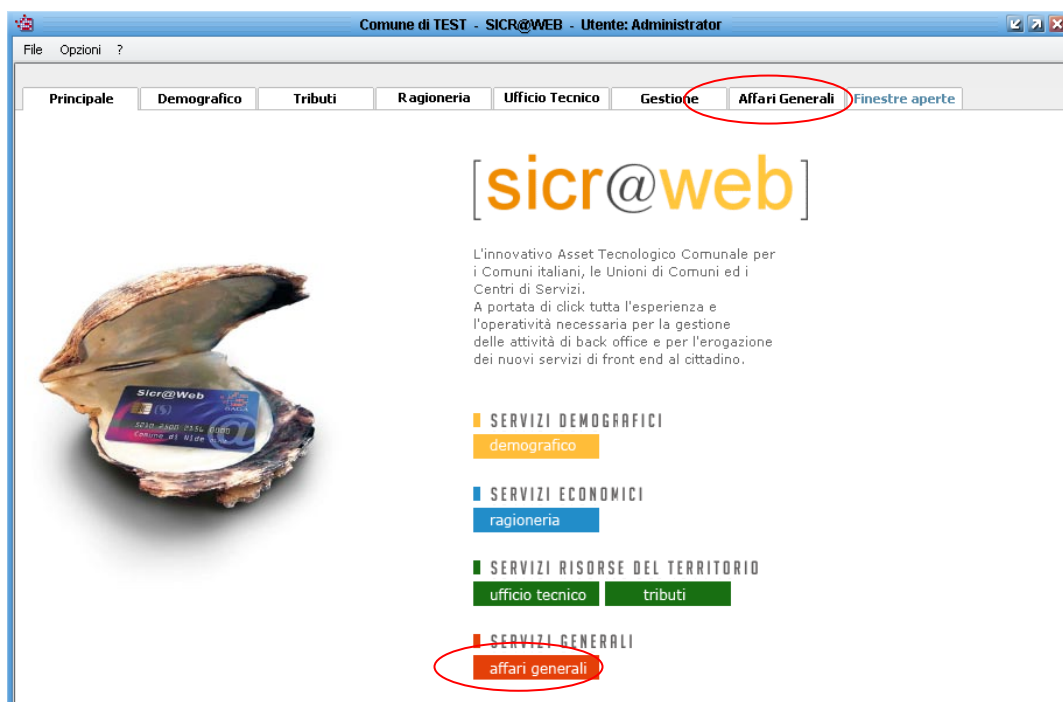 Comune di TEST - SICR@WEB - Utente: Administrator
File Opzioni ?
Principale Demografico Tributi Ragioneria Ufficio Tecnico Gestione Affari Generali Finestre aperte
[sicr@web]
L'innovativo Asset Tecnologico Comunale per
i Comuni italiani, le Unioni di Comuni ed i
Centri di Servizi.
A portata di click tutta l'esperienza e
l'operatività necessaria per la gestione
delle attività di back office e per l'erogazione
dei nuovi servizi di front end al cittadino.
Sicr@Web
SAGA
Comune di
SERVIZI DEMOGRAFICI
demografico
SERVIZI ECONOMICI
ragioneria
SERVIZI RISORSE DEL TERRITORIO
ufficio tecnico tributi
SERVIZI GENERALI
affari generali